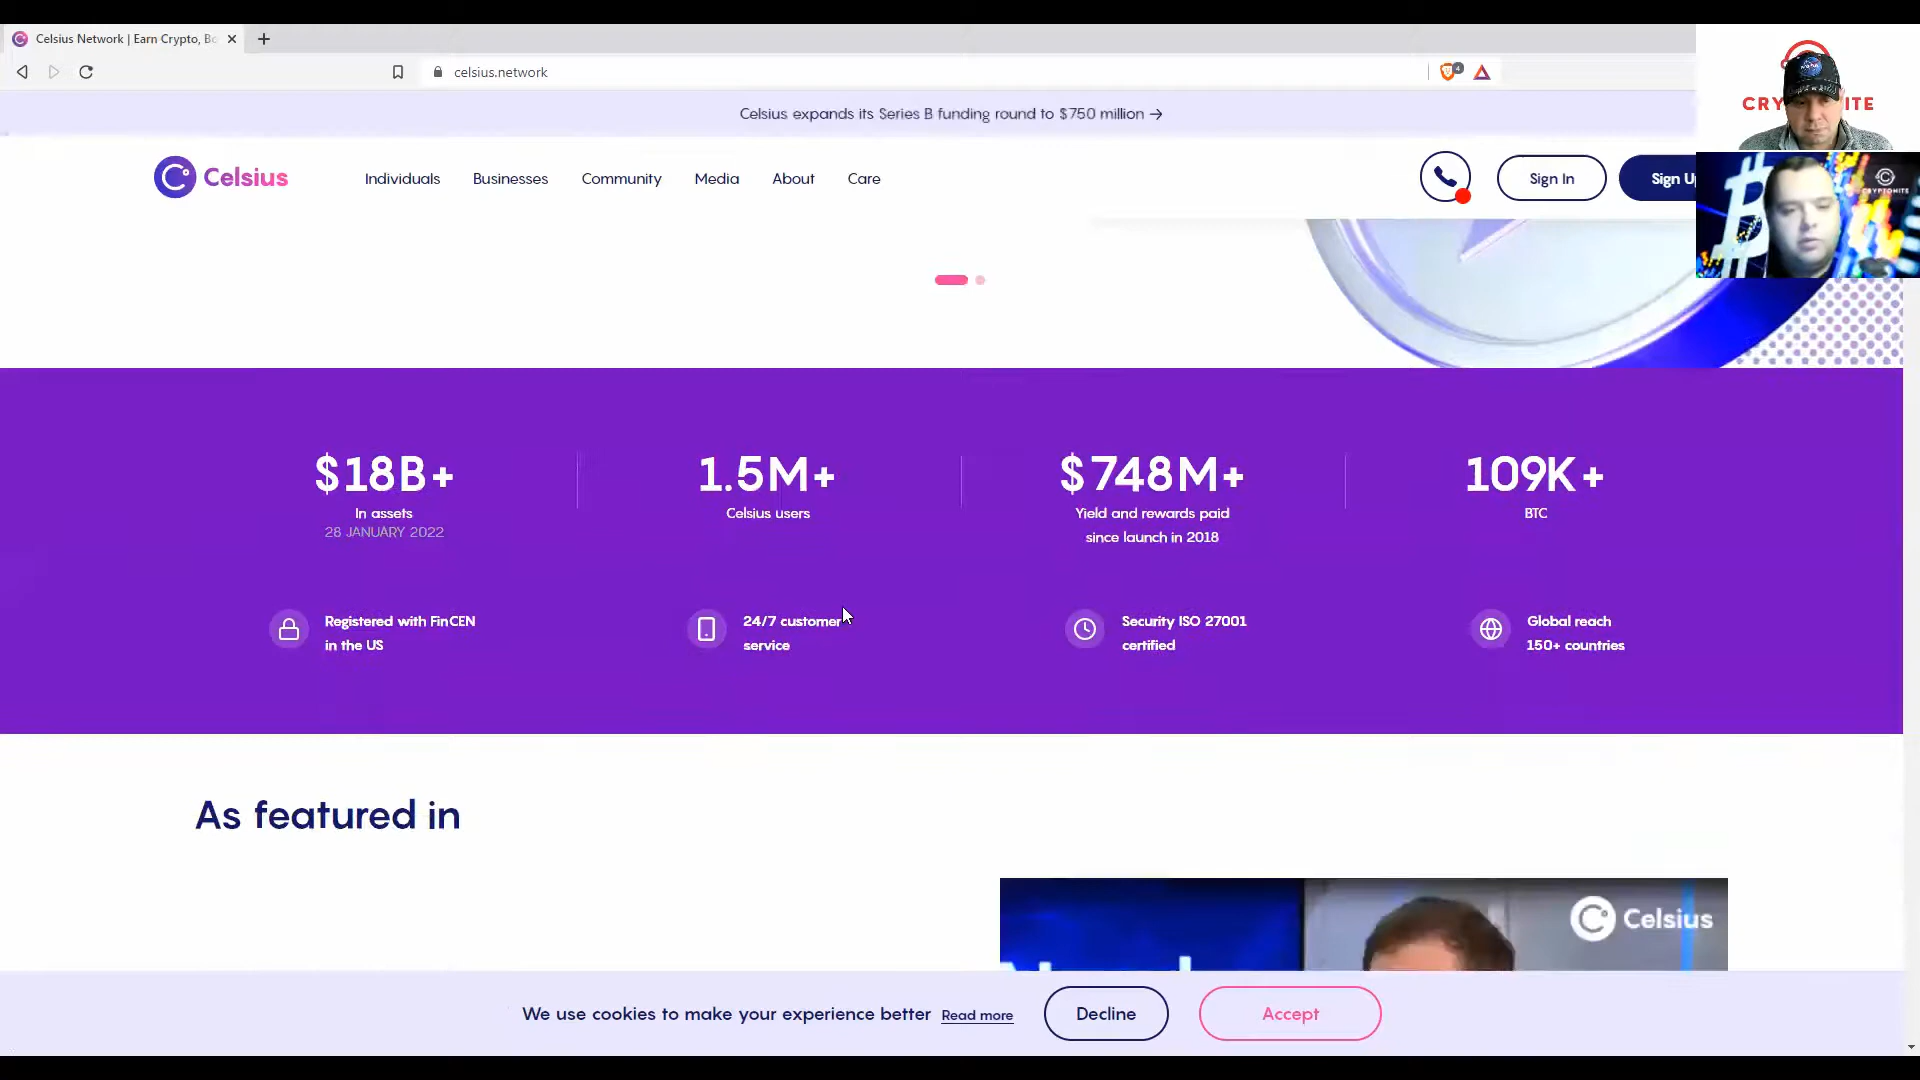 Celsius Network | Earn Crypto, Bo
celsius.network
4
Celsius expands its Series B funding round to $750 million →
Celsius
Individuals
Businesses
Community
Media
About
Care
Sign In
Sign U
CRYPTONITE
$18B+
In assets
28 JANUARY 2022
1.5M+
Celsius users
$748M+
Yield and rewards paid
since launch in 2018
109K+
BTC
Registered with FinCEN
in the US
24/7 customer
service
Security ISO 27001
certified
Global reach
150+ countries
As featured in
Celsius
We use cookies to make your experience better Read more
Decline
Accept